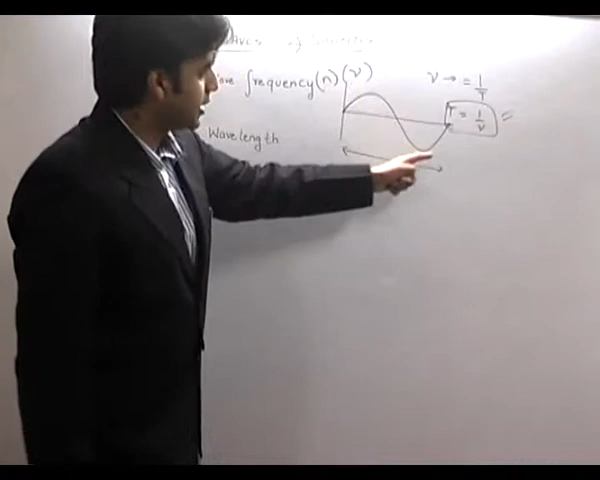 frequency(n) (ν)
ν → = 1/T
T = 1/ν =
Wavelength